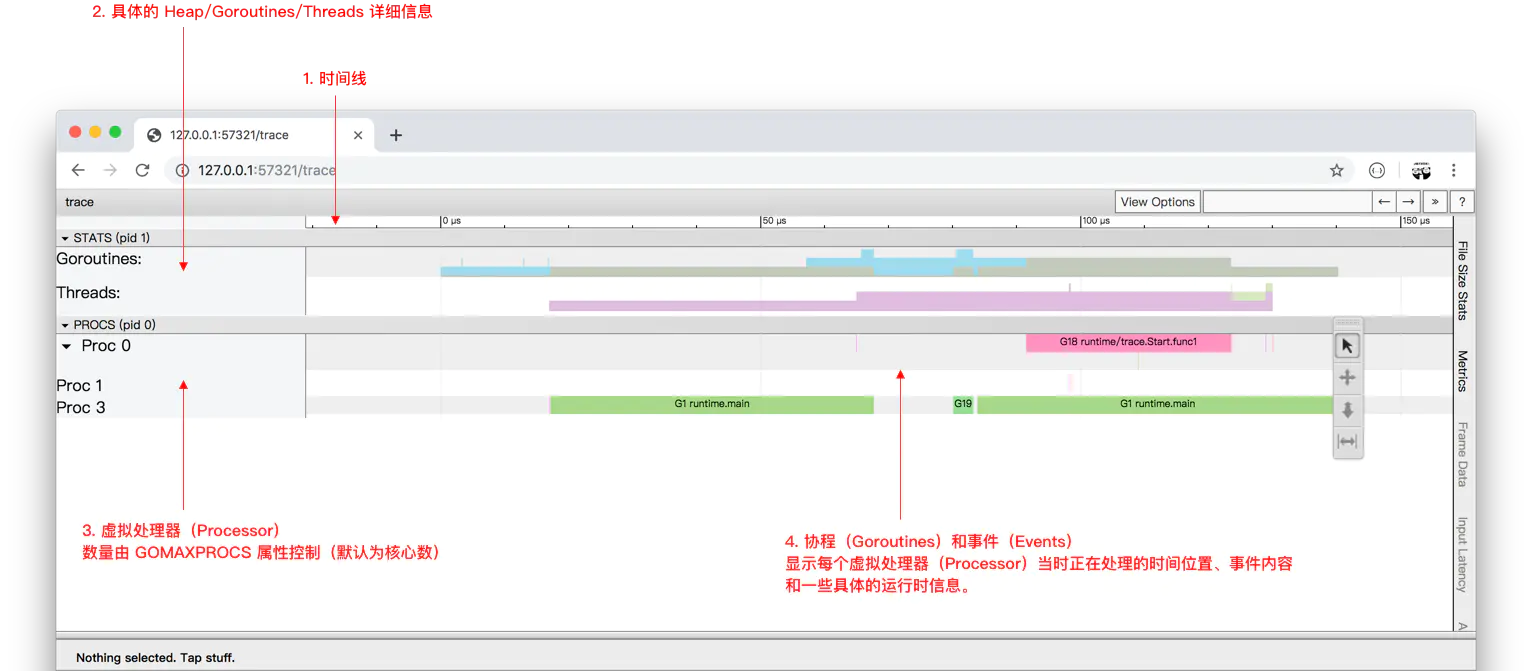 2. 具体的 Heap/Goroutines/Threads 详细信息
1. 时间线
127.0.0.1:57321/trace
127.0.0.1:57321/trace
trace
View Options
»
?
0 μs
50 μs
100 μs
150 μs
STATS (pid 1)
Goroutines:
Threads:
PROCS (pid 0)
Proc 0
G18 runtime/trace.Start.func1
Proc 1
Proc 3
G1 runtime.main
G19
G1 runtime.main
File Size Stats
Metrics
Frame Data
Input Latency
A
3. 虚拟处理器（Processor）
数量由 GOMAXPROCS 属性控制（默认为核心数）
4. 协程（Goroutines）和事件（Events）
显示每个虚拟处理器（Processor）当时正在处理的时间位置、事件内容
和一些具体的运行时信息。
Nothing selected. Tap stuff.